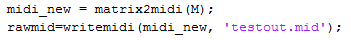 midi_new = matrix2midi(M);
rawmid=writemidi(midi_new, 'testout.mid');